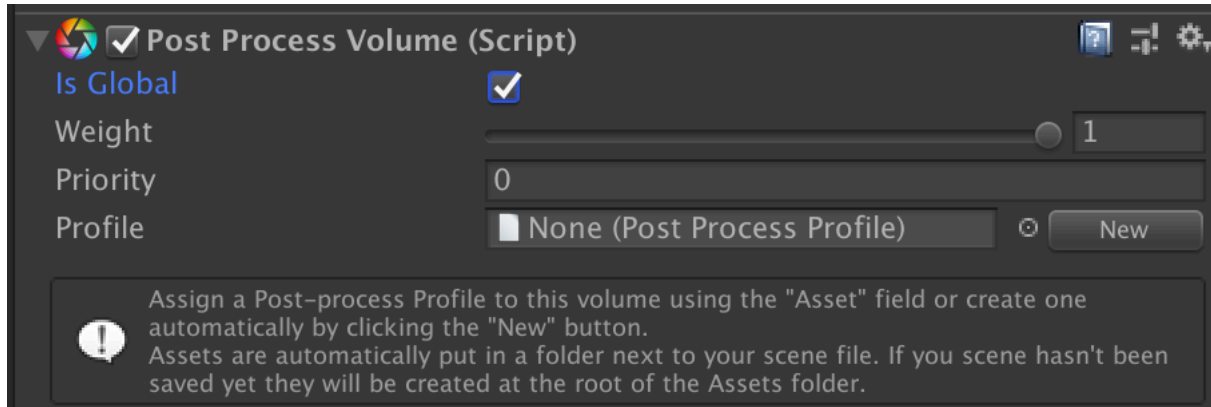 Post Process Volume (Script)
Is Global
Weight 1
Priority 0
Profile None (Post Process Profile) New
Assign a Post-process Profile to this volume using the "Asset" field or create one
automatically by clicking the "New" button.
Assets are automatically put in a folder next to your scene file. If you scene hasn't been
saved yet they will be created at the root of the Assets folder.